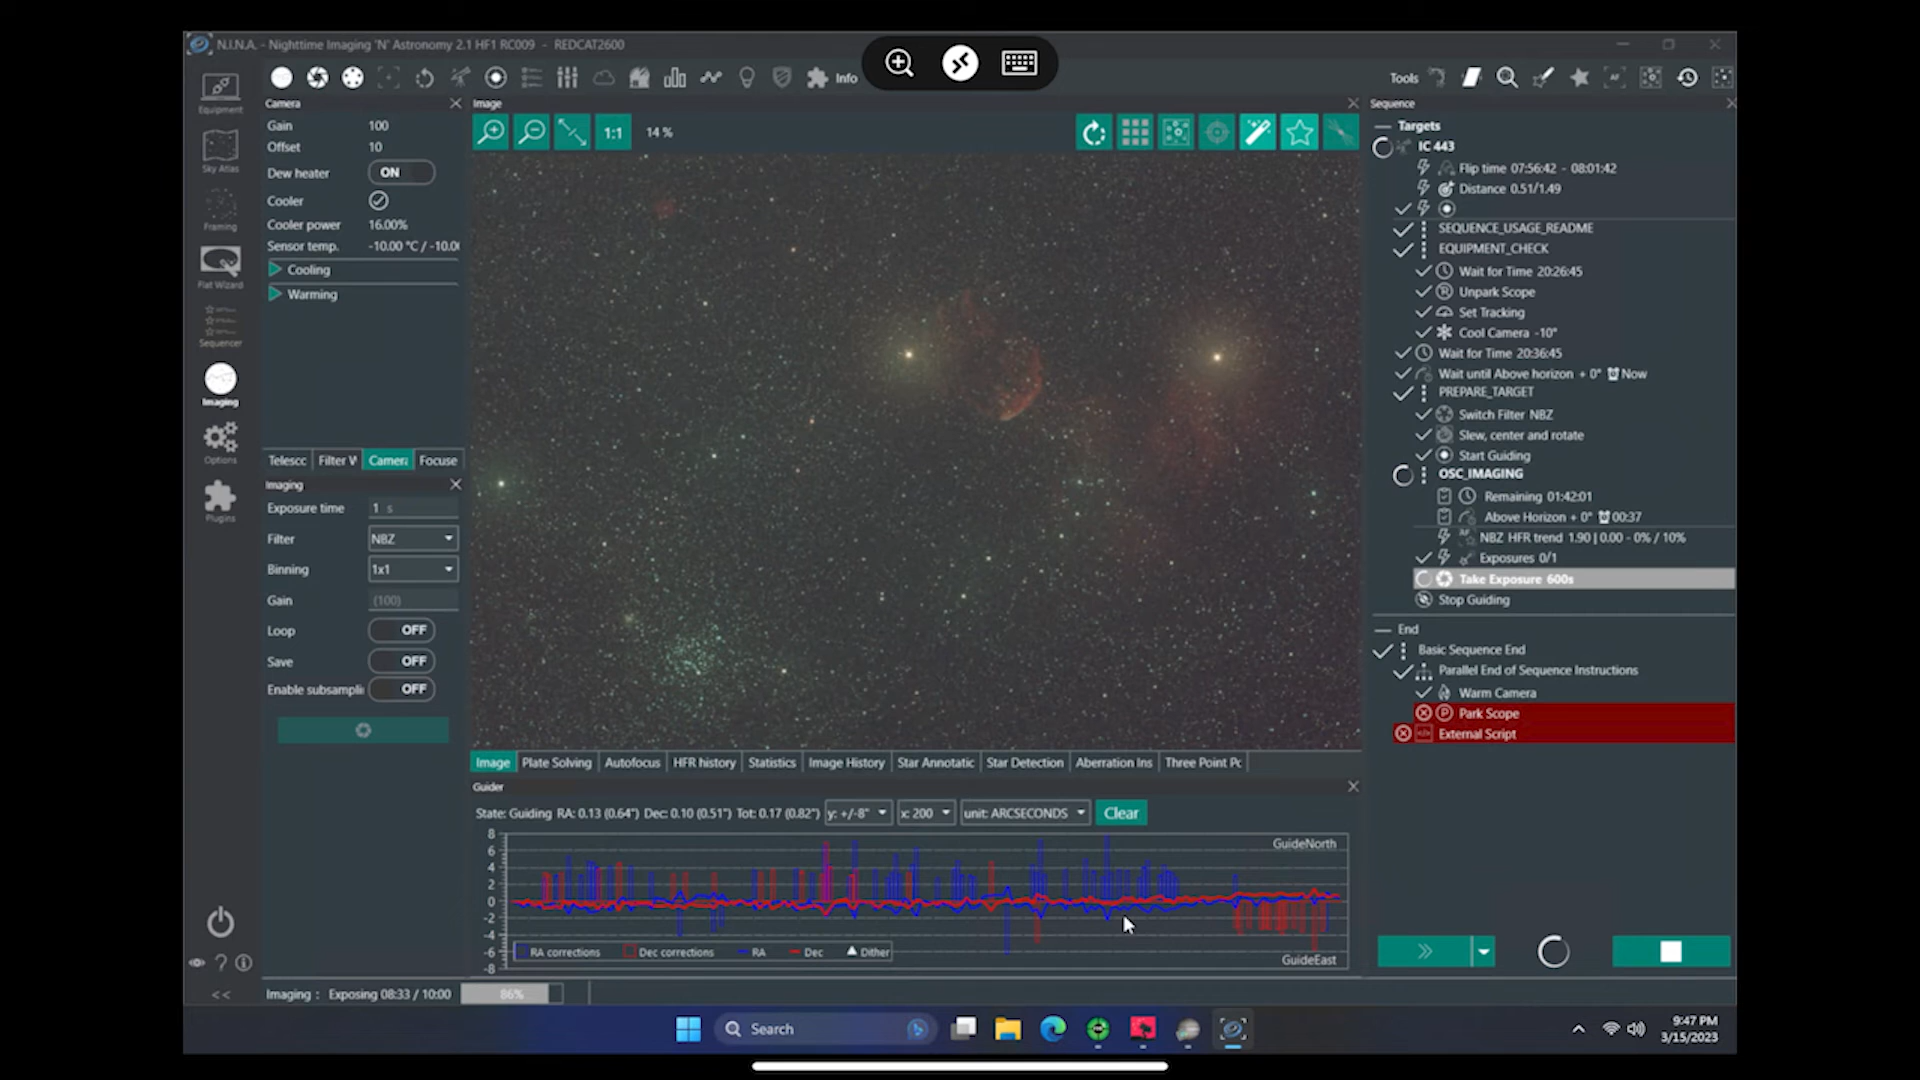 N.I.N.A. - Nighttime Imaging 'N' Astronomy 2.1 HF1 RC009 - REDCAT2600
Info
Tools
Equipment
Sky Atlas
Framing
Flat Wizard
Sequencer
Imaging
Options
Plugins
<<
Camera
Gain 100
Offset 10
Dew heater ON
Cooler
Cooler power 16.00%
Sensor temp. -10.00 °C / -10.0
Cooling
Warming
Telesc Filter W Camera Focuse
Imaging
Exposure time 1 s
Filter NBZ
Binning 1x1
Gain (100)
Loop OFF
Save OFF
Enable subsampli OFF
Image
1:1 14 %
Image Plate Solving Autofocus HFR history Statistics Image History Star Annotatic Star Detection Aberration Ins Three Point Pc
Guider
State: Guiding RA: 0.13 (0.64") Dec: 0.10 (0.51") Tot: 0.17 (0.82") y: +/-8" x: 200 unit: ARCSECONDS Clear
8
6
4
2
0
-2
-4
-6
-8
GuideNorth
GuideEast
RA corrections Dec corrections RA Dec Dither
Imaging : Exposing 08:33 / 10:00 86%
Sequence
Targets
IC 443
Flip time 07:56:42 - 08:01:42
Distance 0.51/1.49
SEQUENCE_USAGE_README
EQUIPMENT_CHECK
Wait for Time 20:26:45
Unpark Scope
Set Tracking
Cool Camera -10°
Wait for Time 20:36:45
Wait until Above horizon + 0° Now
PREPARE_TARGET
Switch Filter NBZ
Slew, center and rotate
Start Guiding
OSC_IMAGING
Remaining 01:42:01
Above Horizon + 0° 00:37
NBZ HFR trend 1.90 | 0.00 - 0% / 10%
Exposures 0/1
Take Exposure 600s
Stop Guiding
End
Basic Sequence End
Parallel End of Sequence Instructions
Warm Camera
Park Scope
External Script
Search
9:47 PM
3/15/2023